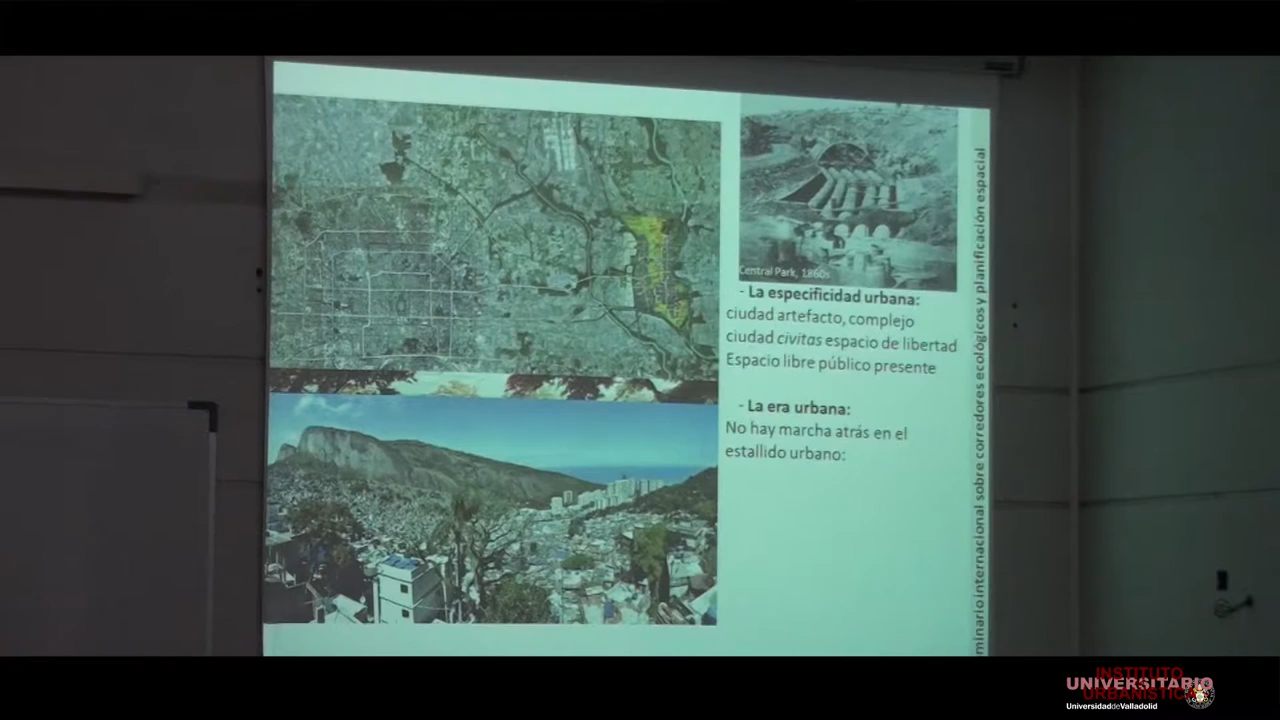 Central Park, 1860s
- La especificidad urbana:
ciudad artefacto, complejo
ciudad civitas espacio de libertad
Espacio libre público presente
- La era urbana:
No hay marcha atrás en el
estallido urbano:
minario internacional sobre corredores ecológicos y planificación espacial
INSTITUTO
UNIVERSITARIO
URBANÍSTICA
UniversidaddeValladolid